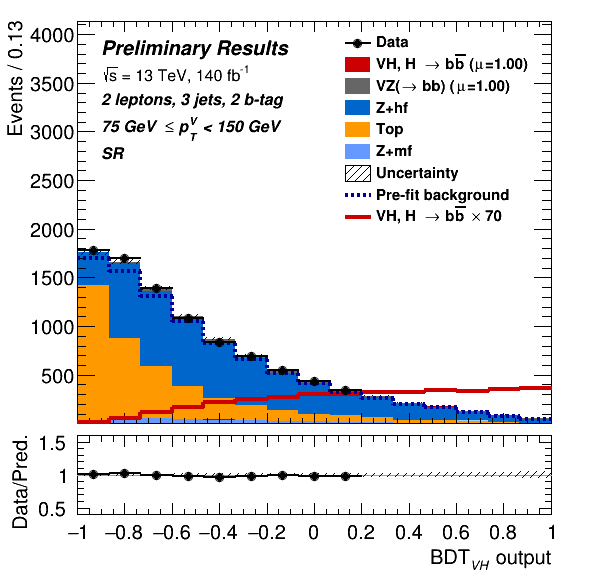 Events / 0.13
4000
3500
3000
2500
2000
1500
1000
500
Preliminary Results
√s = 13 TeV, 140 fb⁻¹
2 leptons, 3 jets, 2 b-tag
75 GeV ≤ p_T^V < 150 GeV
SR
Data
VH, H → bb̅ (μ=1.00)
VZ(→ bb) (μ=1.00)
Z+hf
Top
Z+mf
Uncertainty
Pre-fit background
VH, H → bb̅ × 70
Data/Pred.
1.5
1
0.5
−1 −0.8 −0.6 −0.4 −0.2 0 0.2 0.4 0.6 0.8 1
BDT_VH output